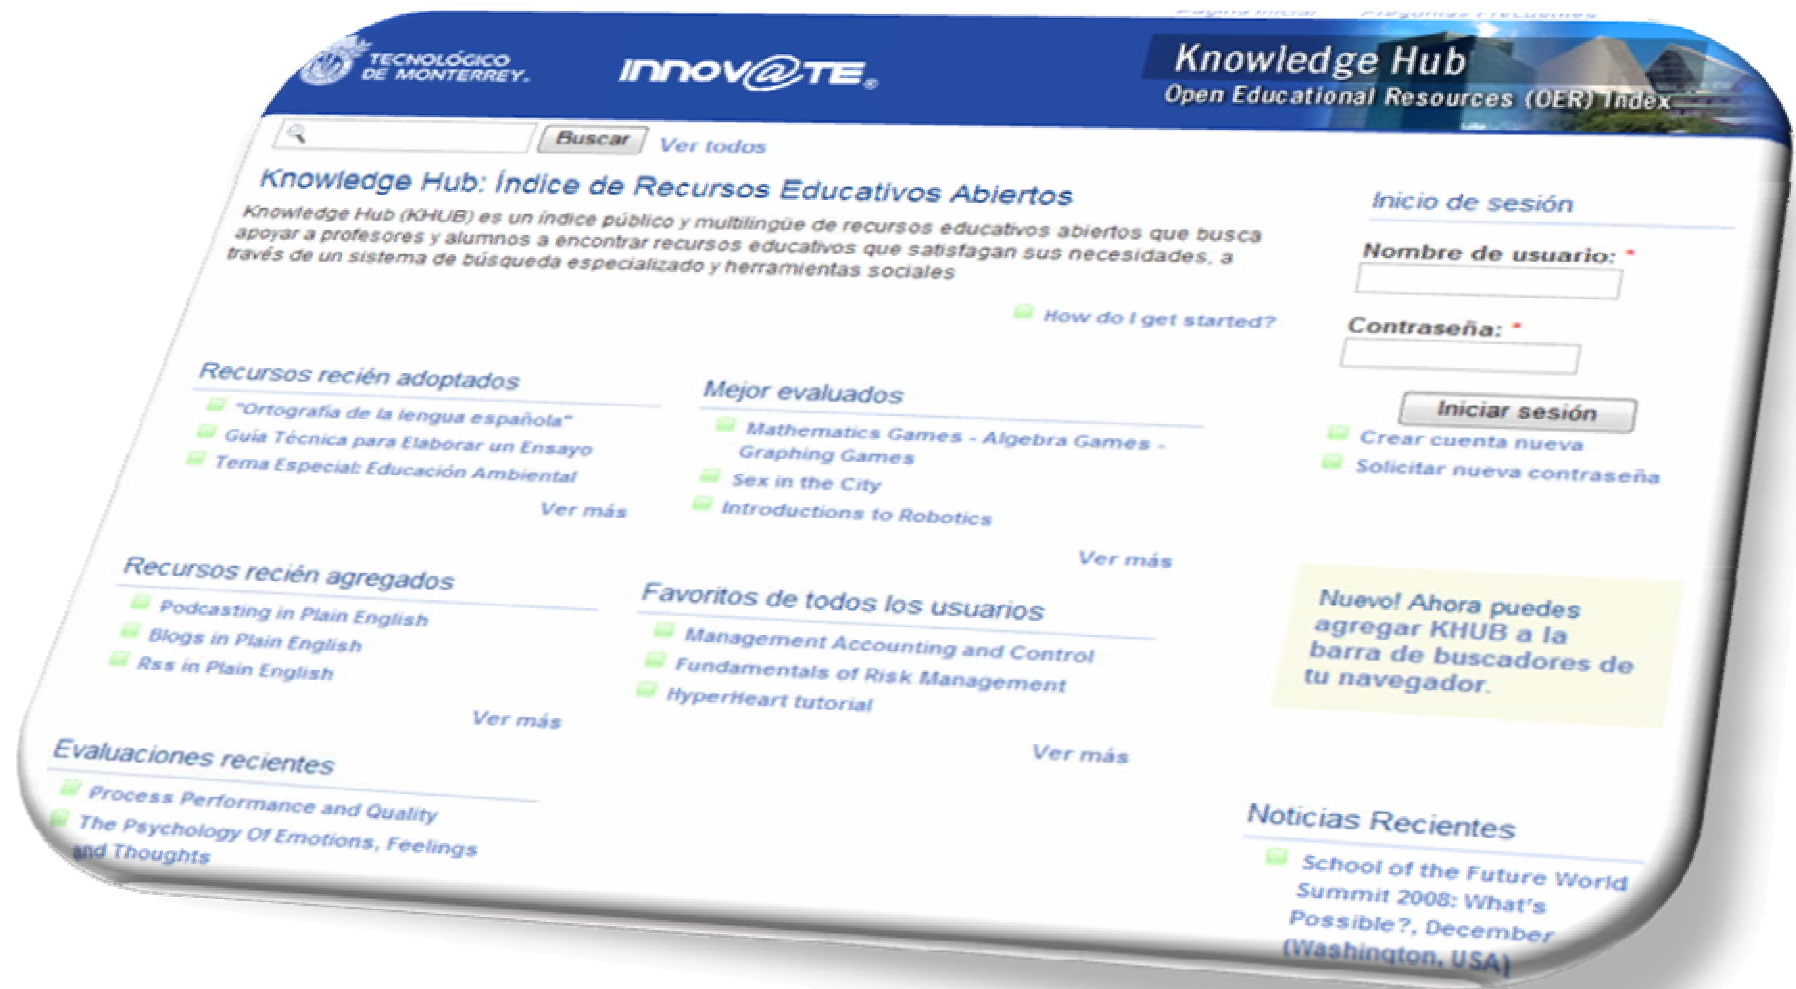 Página Inicial
Preguntas Frecuentes
TECNOLÓGICO
DE MONTERREY®
Innov@TE®
Knowledge Hub
Open Educational Resources (OER) Index
Buscar
Ver todos
Knowledge Hub: Índice de Recursos Educativos Abiertos
Knowledge Hub (KHUB) es un índice público y multilingüe de recursos educativos abiertos que busca
apoyar a profesores y alumnos a encontrar recursos educativos que satisfagan sus necesidades, a
través de un sistema de búsqueda especializado y herramientas sociales
How do I get started?
Recursos recién adoptados
"Ortografía de la lengua española"
Guía Técnica para Elaborar un Ensayo
Tema Especial: Educación Ambiental
Ver más
Mejor evaluados
Mathematics Games - Algebra Games -
Graphing Games
Sex in the City
Introductions to Robotics
Ver más
Recursos recién agregados
Podcasting in Plain English
Blogs in Plain English
Rss in Plain English
Ver más
Favoritos de todos los usuarios
Management Accounting and Control
Fundamentals of Risk Management
HyperHeart tutorial
Ver más
Evaluaciones recientes
Process Performance and Quality
The Psychology Of Emotions, Feelings
and Thoughts
Inicio de sesión
Nombre de usuario: *
Contraseña: *
Iniciar sesión
Crear cuenta nueva
Solicitar nueva contraseña
Nuevo! Ahora puedes
agregar KHUB a la
barra de buscadores de
tu navegador.
Noticias Recientes
School of the Future World
Summit 2008: What's
Possible?, December
(Washington, USA)